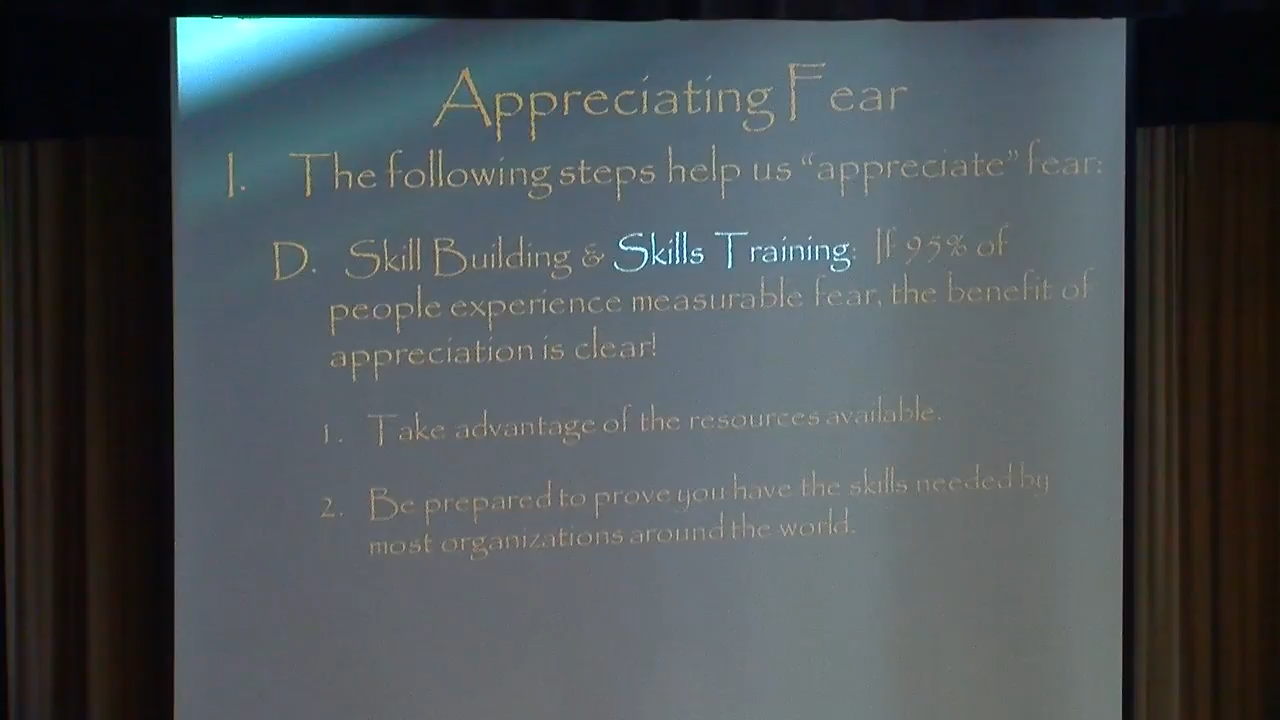 Appreciating Fear
I. The following steps help us “appreciate” fear:
D. Skill Building & Skills Training: If 95% of
people experience measurable fear, the benefit of
appreciation is clear!
1. Take advantage of the resources available.
2. Be prepared to prove you have the skills needed by
most organizations around the world.